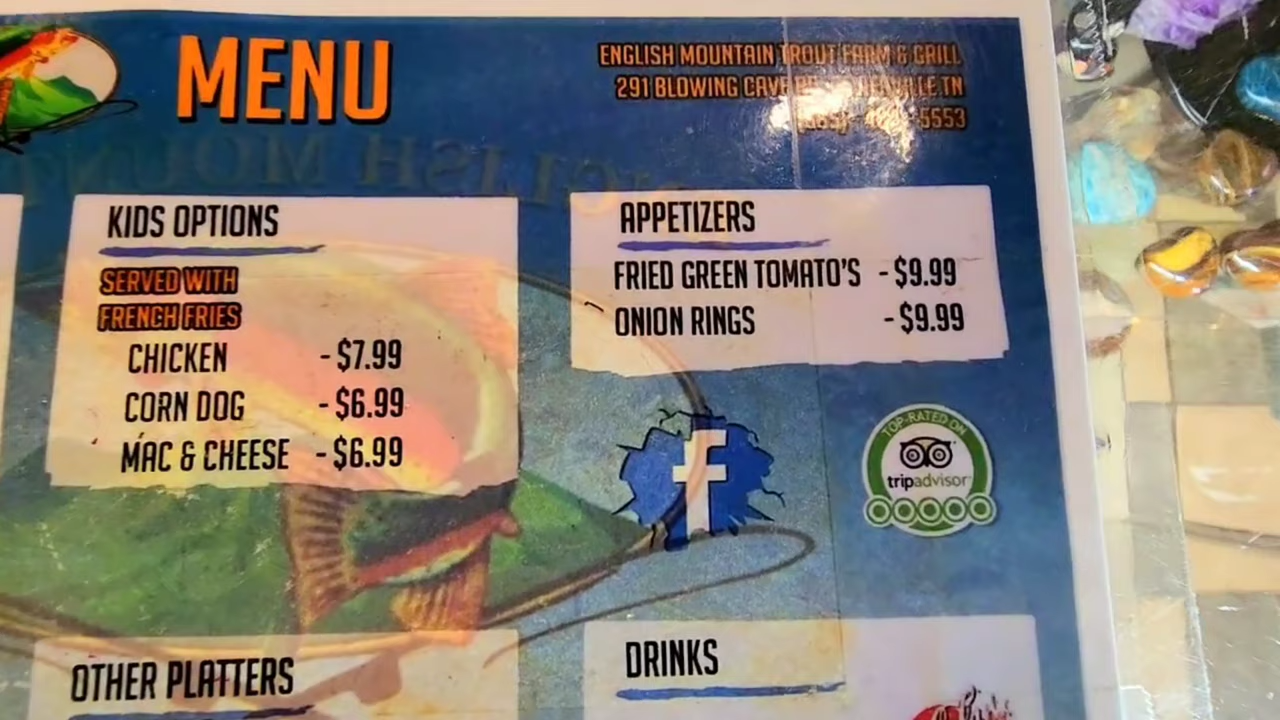 MENU
ENGLISH MOUNTAIN TROUT FARM & GRILL
291 BLOWING CAVE TN
5553
KIDS OPTIONS
SERVED WITH
FRENCH FRIES
CHICKEN - $7.99
CORN DOG - $6.99
MAC & CHEESE - $6.99
APPETIZERS
FRIED GREEN TOMATO'S - $9.99
ONION RINGS - $9.99
f
TOP-RATED ON
tripadvisor
OTHER PLATTERS
DRINKS